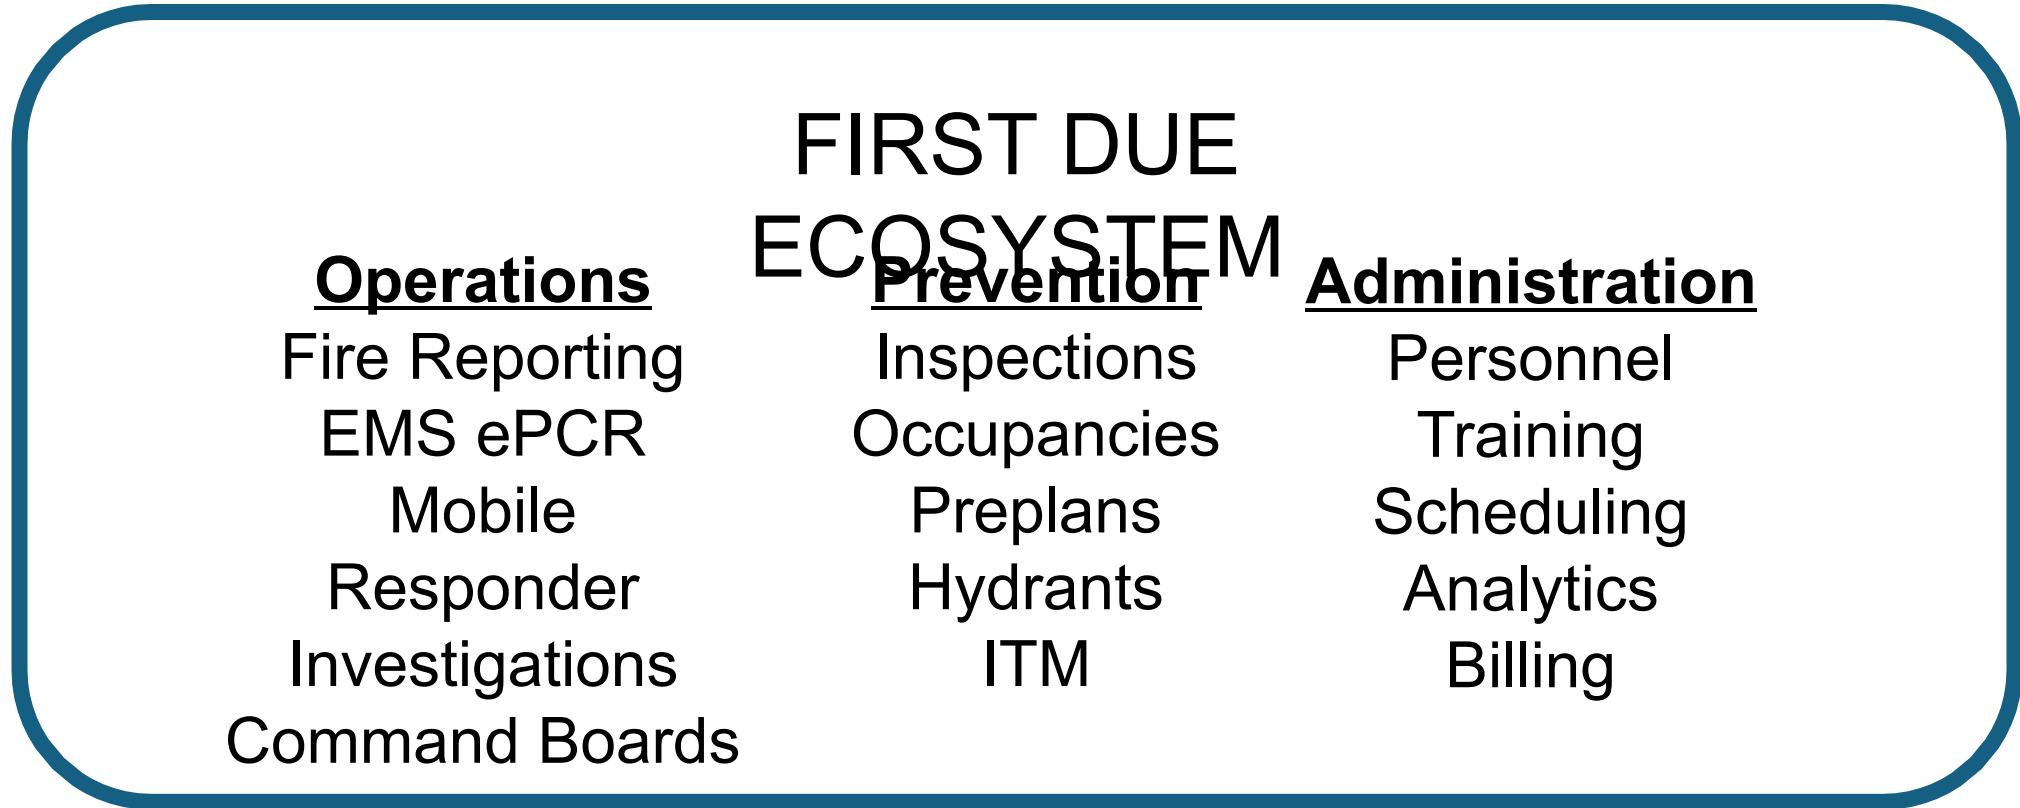 FIRST DUE
ECOSYSTEM
Operations
Fire Reporting
EMS ePCR
Mobile
Responder
Investigations
Command Boards
Prevention
Inspections
Occupancies
Preplans
Hydrants
ITM
Administration
Personnel
Training
Scheduling
Analytics
Billing